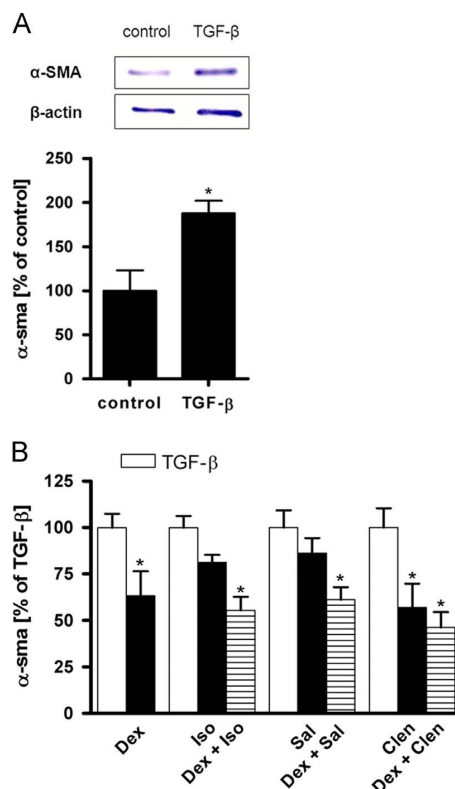 A
control TGF-β
α-SMA
β-actin
α-sma [% of control]
250
200
150
100
50
0
*
control TGF-β
B
TGF-β
α-sma [% of TGF-β]
125
100
75
50
25
0
* * * * *
Dex
Iso
Dex + Iso
Sal
Dex + Sal
Clen
Dex + Clen